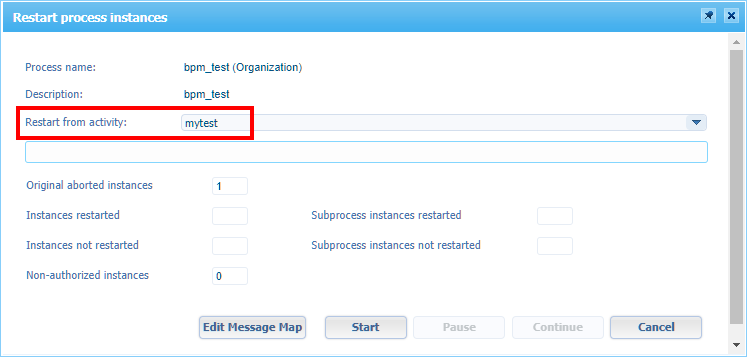 Restart process instances
Process name: bpm_test (Organization)
Description: bpm_test
Restart from activity: mytest
Original aborted instances 1
Instances restarted Subprocess instances restarted
Instances not restarted Subprocess instances not restarted
Non-authorized instances 0
Edit Message Map Start Pause Continue Cancel